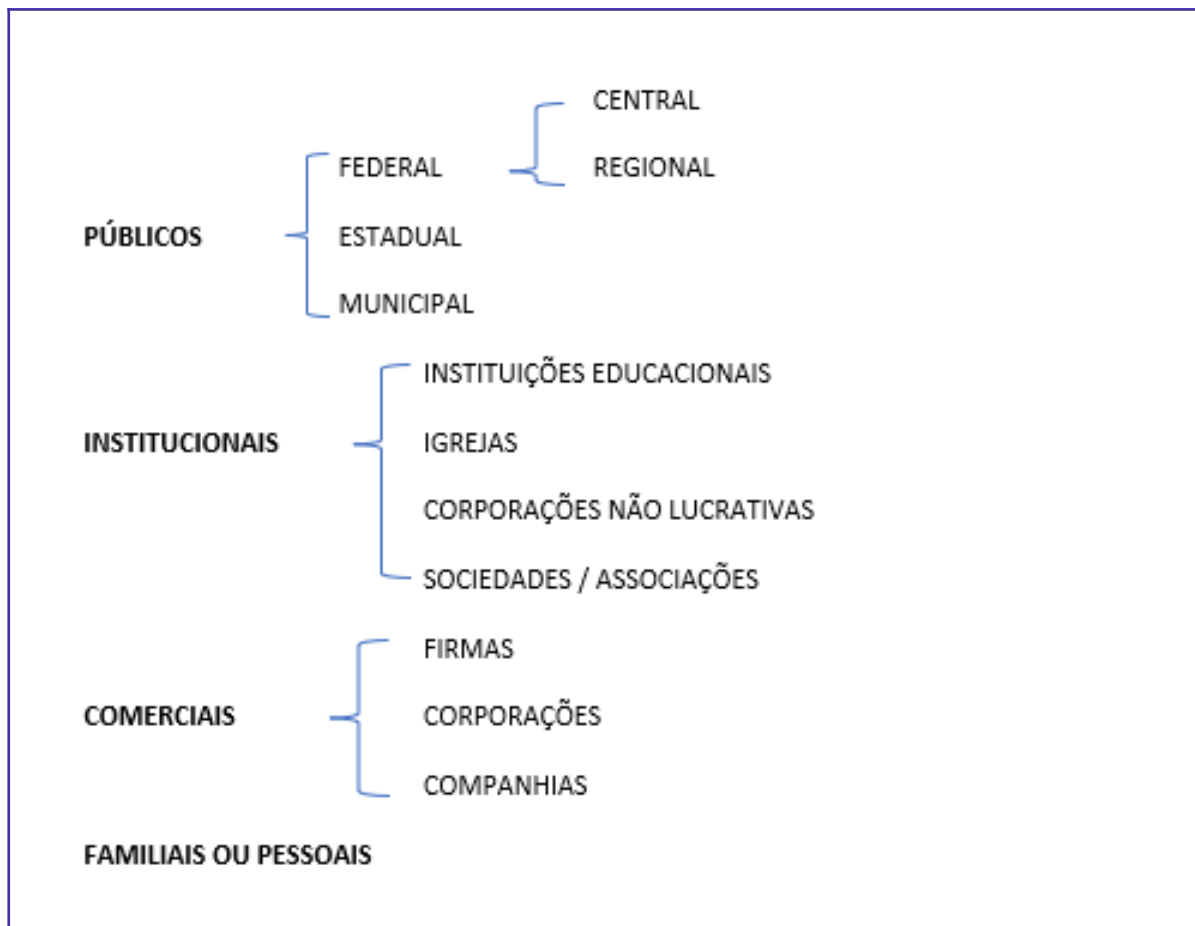 CENTRAL
FEDERAL
REGIONAL
PÚBLICOS
ESTADUAL
MUNICIPAL
INSTITUIÇÕES EDUCACIONAIS
INSTITUCIONAIS
IGREJAS
CORPORAÇÕES NÃO LUCRATIVAS
SOCIEDADES / ASSOCIAÇÕES
FIRMAS
COMERCIAIS
CORPORAÇÕES
COMPANHIAS
FAMILIAIS OU PESSOAIS